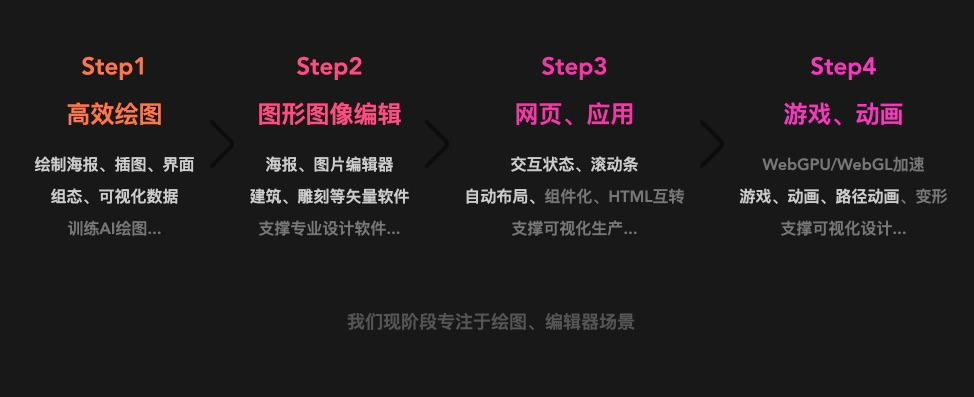 Step1
高效绘图
绘制海报、插图、界面
组态、可视化数据
训练AI绘图...
Step2
图形图像编辑
海报、图片编辑器
建筑、雕刻等矢量软件
支撑专业设计软件...
Step3
网页、应用
交互状态、滚动条
自动布局、组件化、HTML互转
支撑可视化生产...
Step4
游戏、动画
WebGPU/WebGL加速
游戏、动画、路径动画、变形
支撑可视化设计...
我们现阶段专注于绘图、编辑器场景